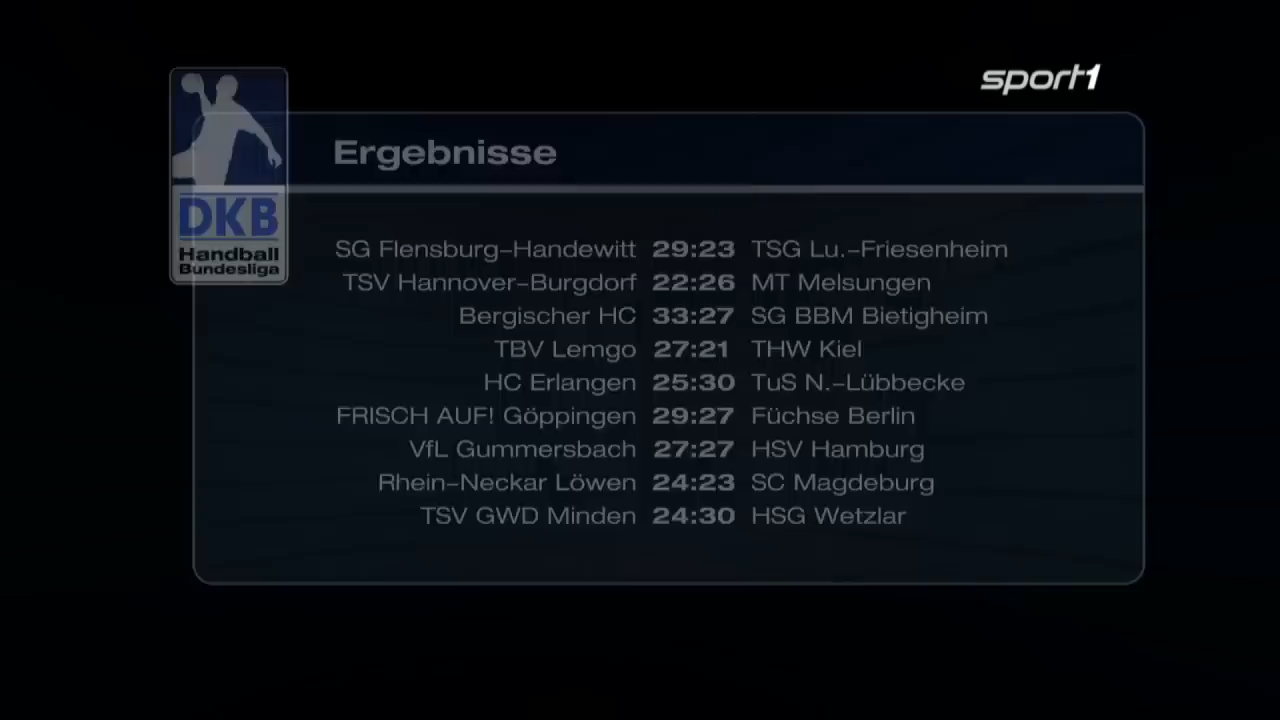 sport1
Ergebnisse
DKB
Handball
Bundesliga
SG Flensburg-Handewitt 29:23 TSG Lu.-Friesenheim
TSV Hannover-Burgdorf 22:26 MT Melsungen
Bergischer HC 33:27 SG BBM Bietigheim
TBV Lemgo 27:21 THW Kiel
HC Erlangen 25:30 TuS N.-Lübbecke
FRISCH AUF! Göppingen 29:27 Füchse Berlin
VfL Gummersbach 27:27 HSV Hamburg
Rhein-Neckar Löwen 24:23 SC Magdeburg
TSV GWD Minden 24:30 HSG Wetzlar